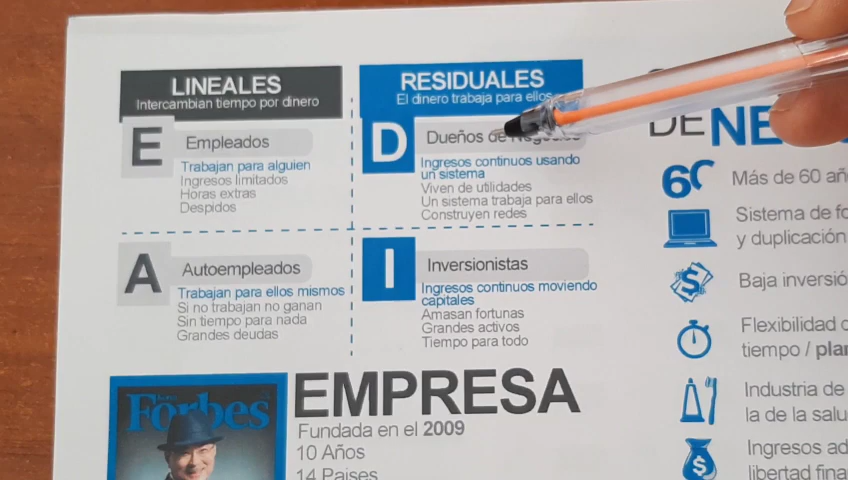 LINEALES
Intercambian tiempo por dinero
E
Empleados
Trabajan para alguien
Ingresos limitados
Horas extras
Despidos
RESIDUALES
El dinero trabaja para ellos
D
Dueños de
Ingresos continuos usando
un sistema
Viven de utilidades
Un sistema trabaja para ellos
Construyen redes
A
Autoempleados
Trabajan para ellos mismos
Si no trabajan no ganan
Sin tiempo para nada
Grandes deudas
I
Inversionistas
Ingresos continuos moviendo
capitales
Amasan fortunas
Grandes activos
Tiempo para todo
Forbes
EMPRESA
Fundada en el 2009
10 Años
14 Paises
DE NE
60
Más de 60 añ
Sistema de fo
y duplicación
$
Baja inversió
Flexibilidad
tiempo / plan
Industria de
la de la salu
$
Ingresos ad
libertad fina